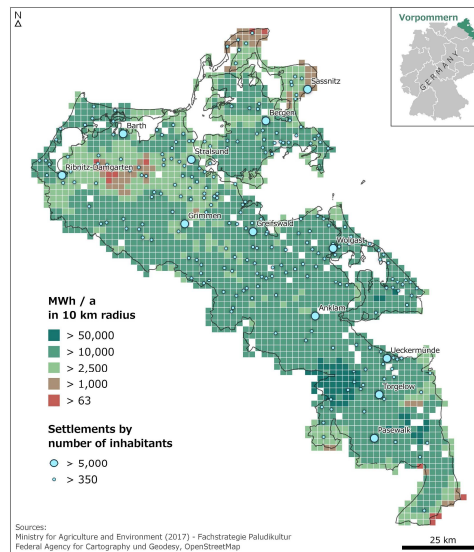 N
Vorpommern
GERMANY
Sassnitz
Bergen
Barth
Stralsund
Ribnitz-Damgarten
Grimmen
Greifswald
Wolgast
Anklam
Ueckermünde
Torgelow
Pasewalk
MWh / a
in 10 km radius
> 50,000
> 10,000
> 2,500
> 1,000
> 63
Settlements by
number of inhabitants
> 5,000
> 350
Sources:
Ministry for Agriculture and Environment (2017) - Fachstrategie Paludikultur
Federal Agency for Cartography und Geodesy, OpenStreetMap
25 km